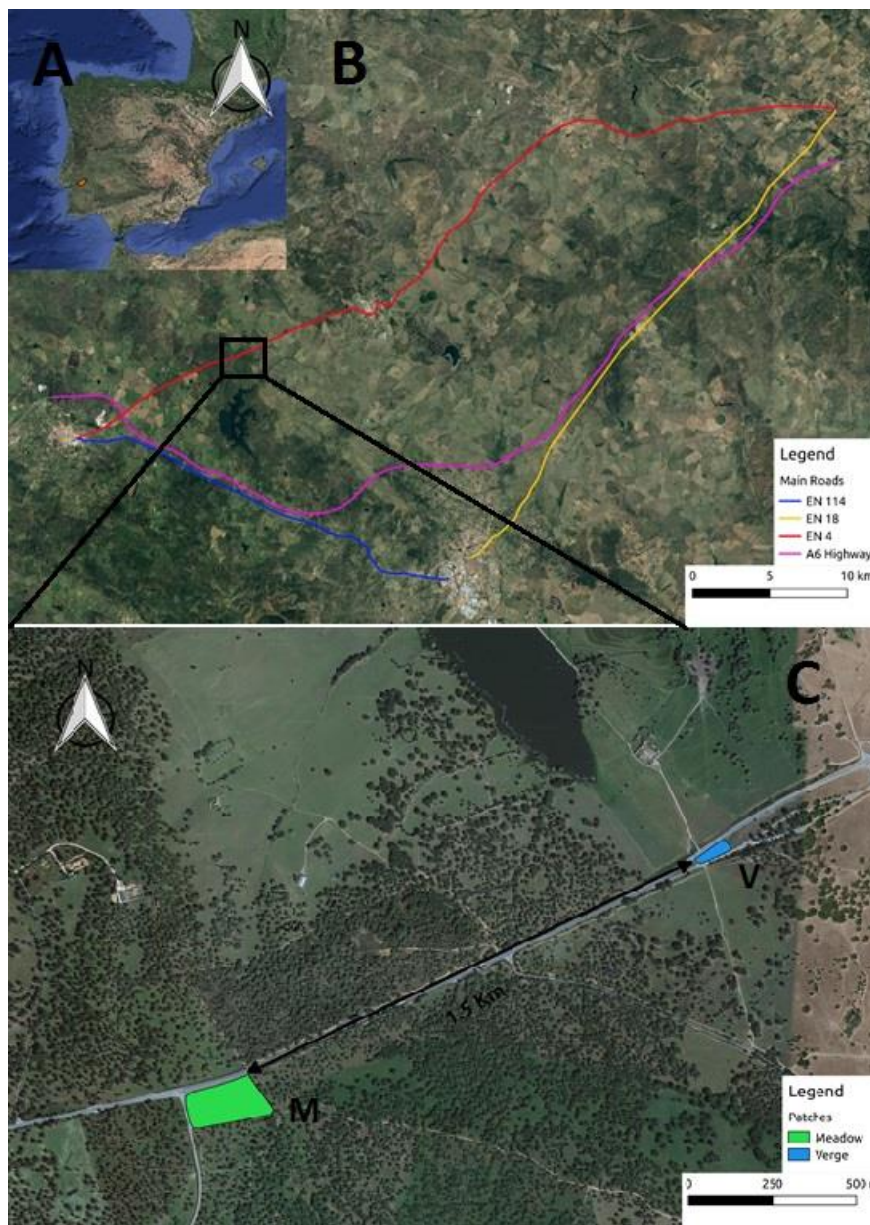 A
N
B
Legend
Main Roads
EN 114
EN 18
EN 4
A6 Highway
0 5 10 km
N
C
V
1.5 Km
M
Legend
Patches
Meadow
Verge
0 250 500 m